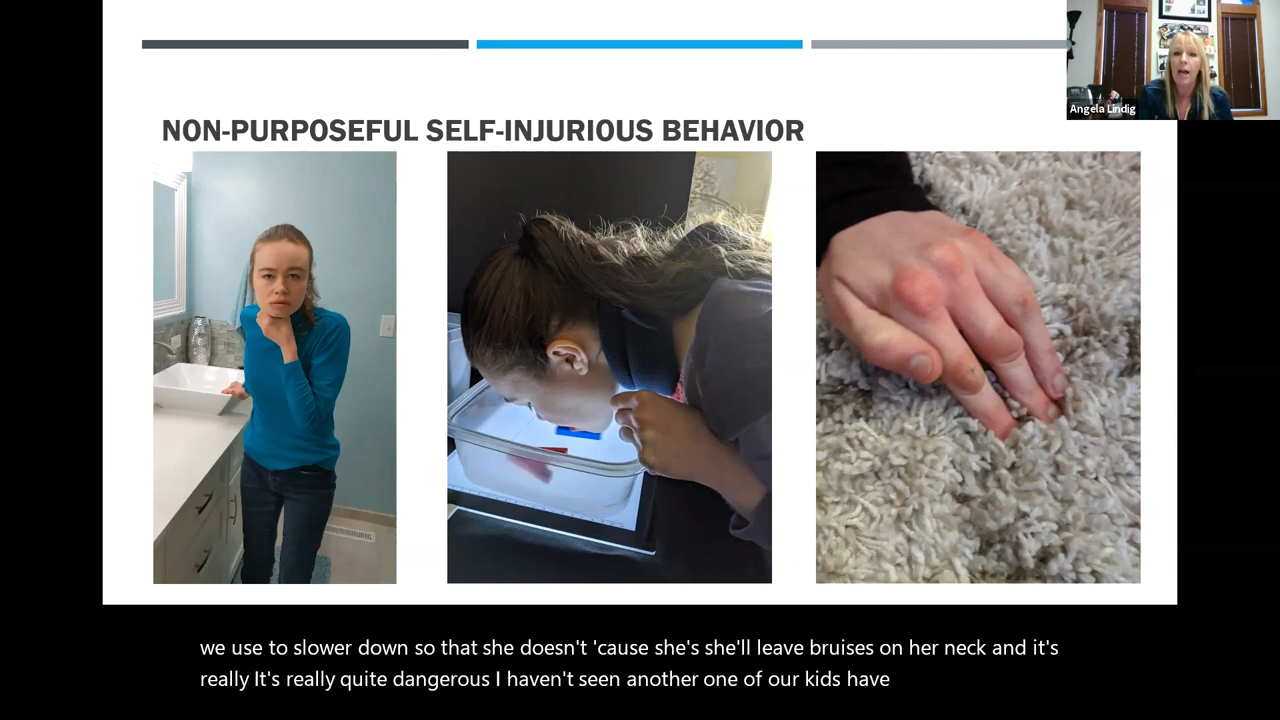 Angela Lindig
NON-PURPOSEFUL SELF-INJURIOUS BEHAVIOR
we use to slower down so that she doesn't 'cause she's she'll leave bruises on her neck and it's
really It's really quite dangerous I haven't seen another one of our kids have